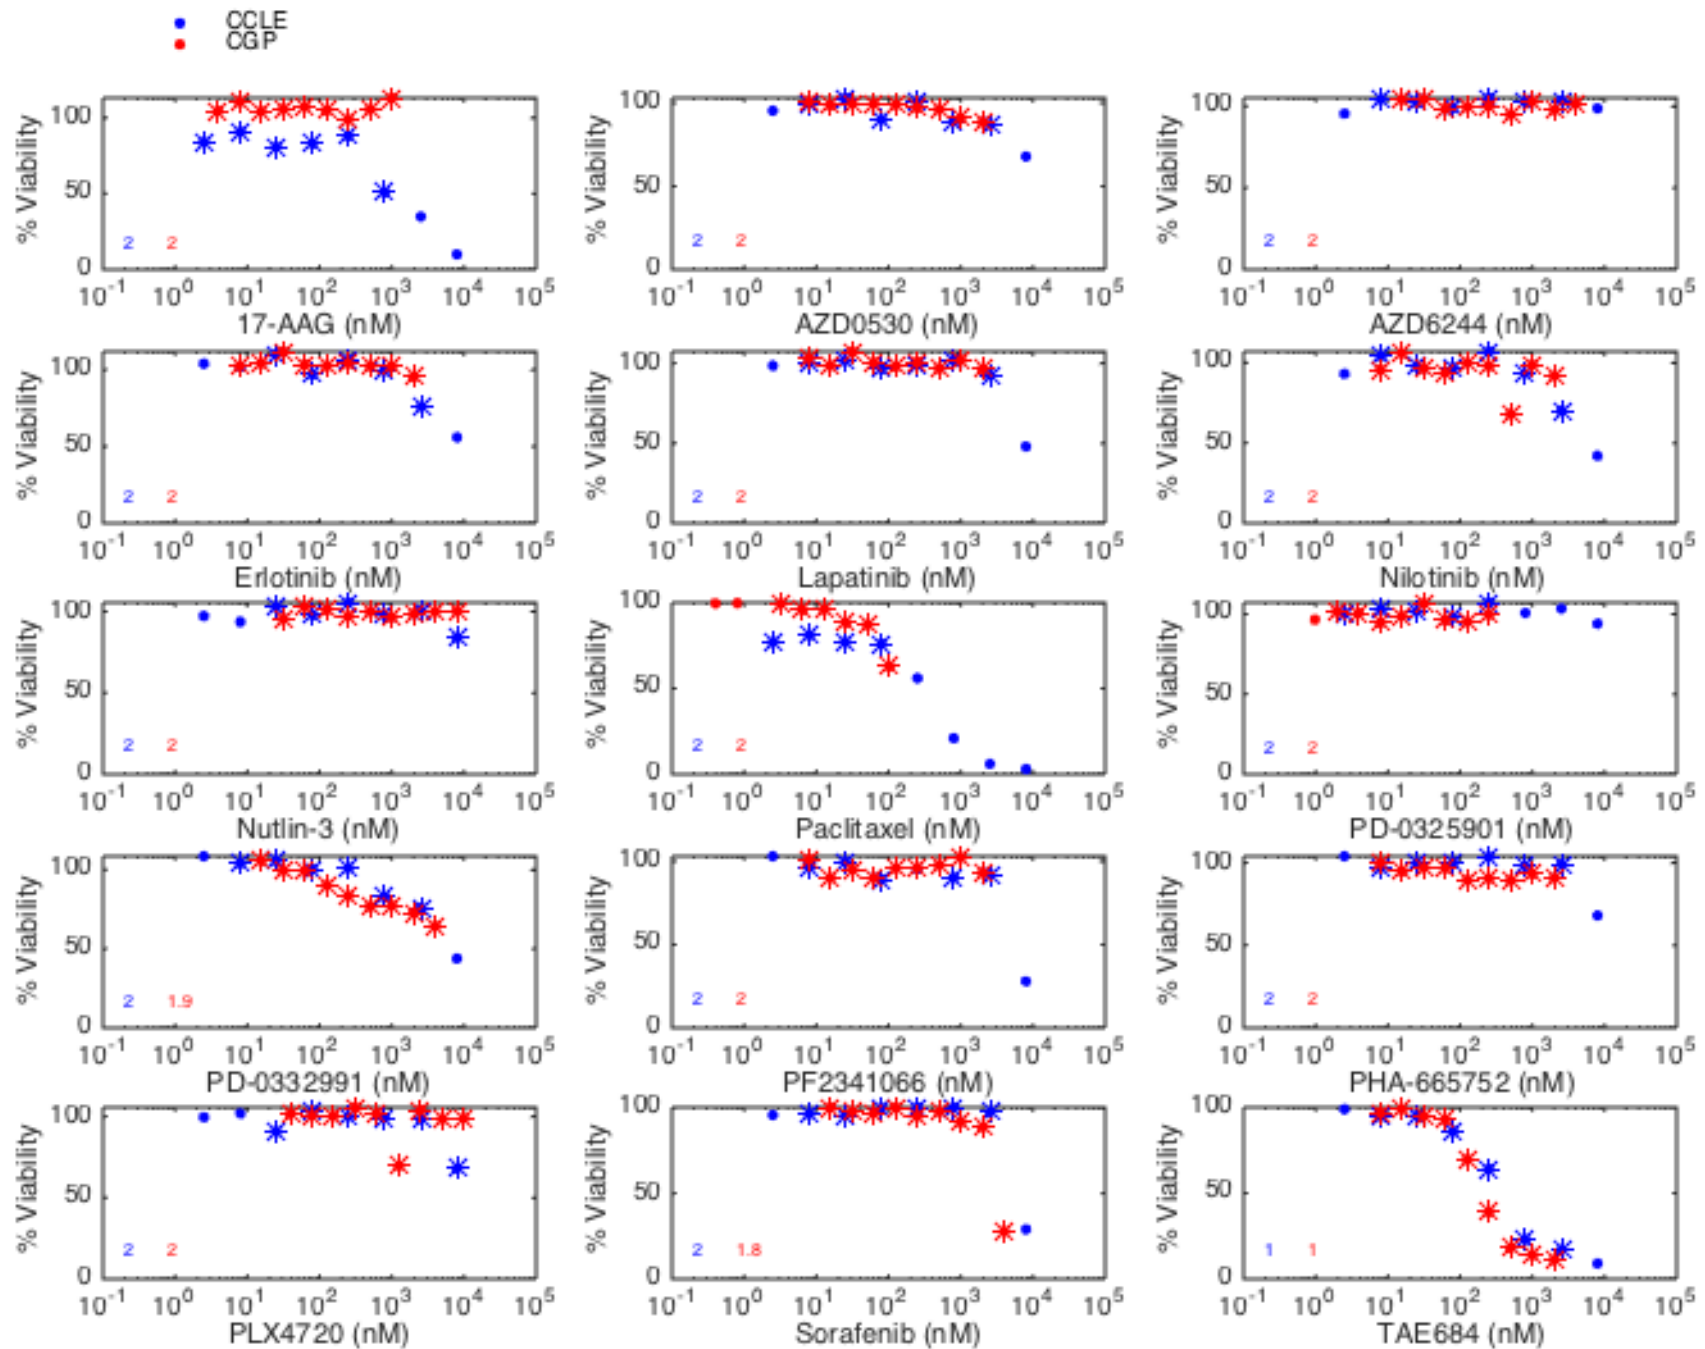 CCLE
CGP
% Viability 100 50 0 2 2 10^-1 10^0 10^1 10^2 10^3 10^4 10^5 17-AAG (nM)
% Viability 100 50 0 2 2 10^-1 10^0 10^1 10^2 10^3 10^4 10^5 AZD0530 (nM)
% Viability 100 50 0 2 2 10^-1 10^0 10^1 10^2 10^3 10^4 10^5 AZD6244 (nM)
% Viability 100 50 0 2 2 10^-1 10^0 10^1 10^2 10^3 10^4 10^5 Erlotinib (nM)
% Viability 100 50 0 2 2 10^-1 10^0 10^1 10^2 10^3 10^4 10^5 Lapatinib (nM)
% Viability 100 50 0 2 2 10^-1 10^0 10^1 10^2 10^3 10^4 10^5 Nilotinib (nM)
% Viability 100 50 0 2 2 10^-1 10^0 10^1 10^2 10^3 10^4 10^5 Nutlin-3 (nM)
% Viability 100 50 0 2 2 10^-1 10^0 10^1 10^2 10^3 10^4 10^5 Paclitaxel (nM)
% Viability 100 50 0 2 2 10^-1 10^0 10^1 10^2 10^3 10^4 10^5 PD-0325901 (nM)
% Viability 100 50 0 2 1.9 10^-1 10^0 10^1 10^2 10^3 10^4 10^5 PD-0332991 (nM)
% Viability 100 50 0 2 2 10^-1 10^0 10^1 10^2 10^3 10^4 10^5 PF2341066 (nM)
% Viability 100 50 0 2 2 10^-1 10^0 10^1 10^2 10^3 10^4 10^5 PHA-665752 (nM)
% Viability 100 50 0 2 2 10^-1 10^0 10^1 10^2 10^3 10^4 10^5 PLX4720 (nM)
% Viability 100 50 0 2 1.8 10^-1 10^0 10^1 10^2 10^3 10^4 10^5 Sorafenib (nM)
% Viability 100 50 0 1 1 10^-1 10^0 10^1 10^2 10^3 10^4 10^5 TAE684 (nM)